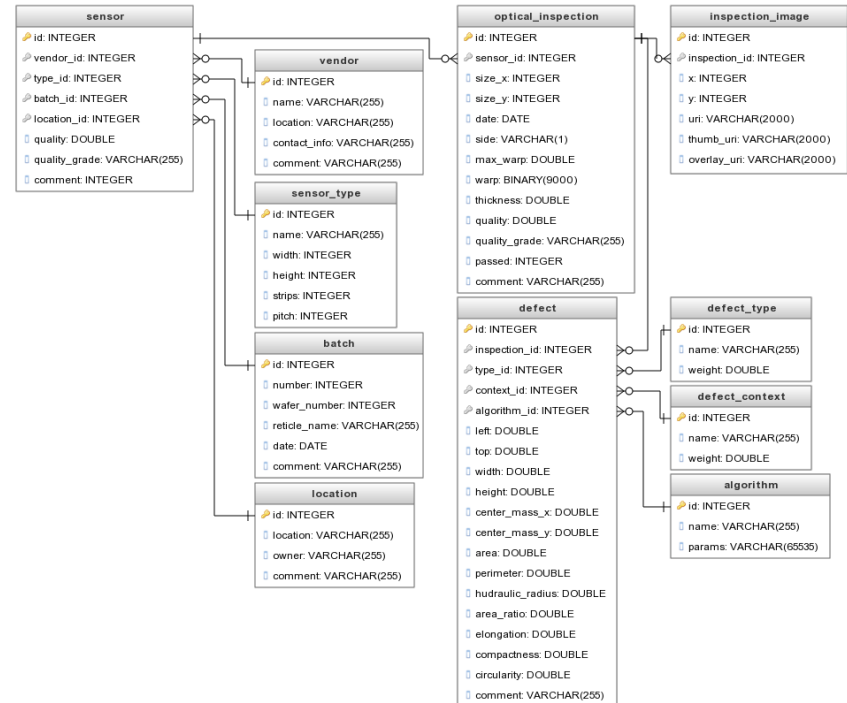 sensor
id: INTEGER
vendor_id: INTEGER
type_id: INTEGER
batch_id: INTEGER
location_id: INTEGER
quality: DOUBLE
quality_grade: VARCHAR(255)
comment: INTEGER
vendor
id: INTEGER
name: VARCHAR(255)
location: VARCHAR(255)
contact_info: VARCHAR(255)
comment: VARCHAR(255)
sensor_type
id: INTEGER
name: VARCHAR(255)
width: INTEGER
height: INTEGER
strips: INTEGER
pitch: INTEGER
batch
id: INTEGER
number: INTEGER
wafer_number: INTEGER
reticle_name: VARCHAR(255)
date: DATE
comment: VARCHAR(255)
location
id: INTEGER
location: VARCHAR(255)
owner: VARCHAR(255)
comment: VARCHAR(255)
optical_inspection
id: INTEGER
sensor_id: INTEGER
size_x: INTEGER
size_y: INTEGER
date: DATE
side: VARCHAR(1)
max_warp: DOUBLE
warp: BINARY(9000)
thickness: DOUBLE
quality: DOUBLE
quality_grade: VARCHAR(255)
passed: INTEGER
comment: VARCHAR(255)
defect
id: INTEGER
inspection_id: INTEGER
type_id: INTEGER
context_id: INTEGER
algorithm_id: INTEGER
left: DOUBLE
top: DOUBLE
width: DOUBLE
height: DOUBLE
center_mass_x: DOUBLE
center_mass_y: DOUBLE
area: DOUBLE
perimeter: DOUBLE
hudraulic_radius: DOUBLE
area_ratio: DOUBLE
elongation: DOUBLE
compactness: DOUBLE
circularity: DOUBLE
comment: VARCHAR(255)
inspection_image
id: INTEGER
inspection_id: INTEGER
x: INTEGER
y: INTEGER
uri: VARCHAR(2000)
thumb_uri: VARCHAR(2000)
overlay_uri: VARCHAR(2000)
defect_type
id: INTEGER
name: VARCHAR(255)
weight: DOUBLE
defect_context
id: INTEGER
name: VARCHAR(255)
weight: DOUBLE
algorithm
id: INTEGER
name: VARCHAR(255)
params: VARCHAR(65535)